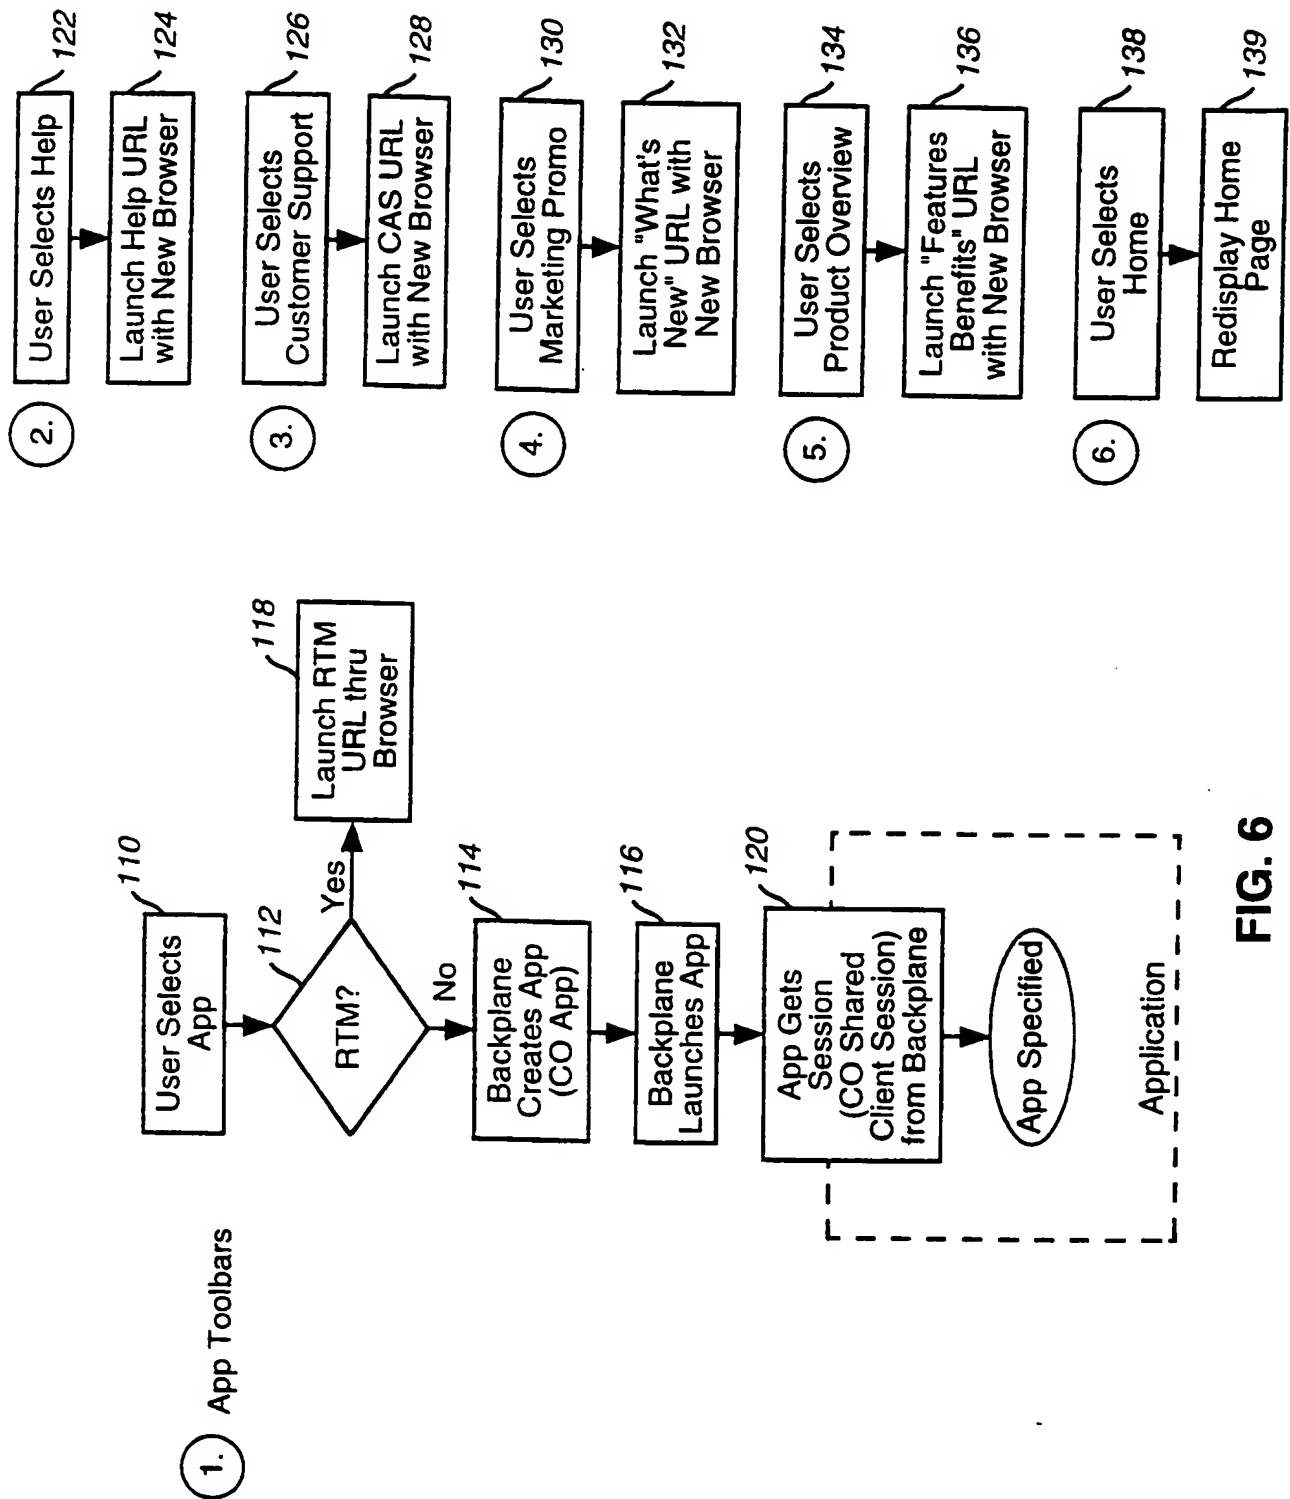 1. App Toolbars
User Selects
App
110
RTM?
112
Yes
No
Launch RTM
URL thru
Browser
118
Backplane
Creates App
(CO App)
114
Backplane
Launches App
116
App Gets
Session
(CO Shared
Client Session)
from Backplane
120
App Specified
Application
2.
User Selects Help
122
Launch Help URL
with New Browser
124
3.
User Selects
Customer Support
126
Launch CAS URL
with New Browser
128
4.
User Selects
Marketing Promo
130
Launch "What's
New" URL with
New Browser
132
5.
User Selects
Product Overview
134
Launch "Features
Benefits" URL
with New Browser
136
6.
User Selects
Home
138
Redisplay Home
Page
139
FIG. 6